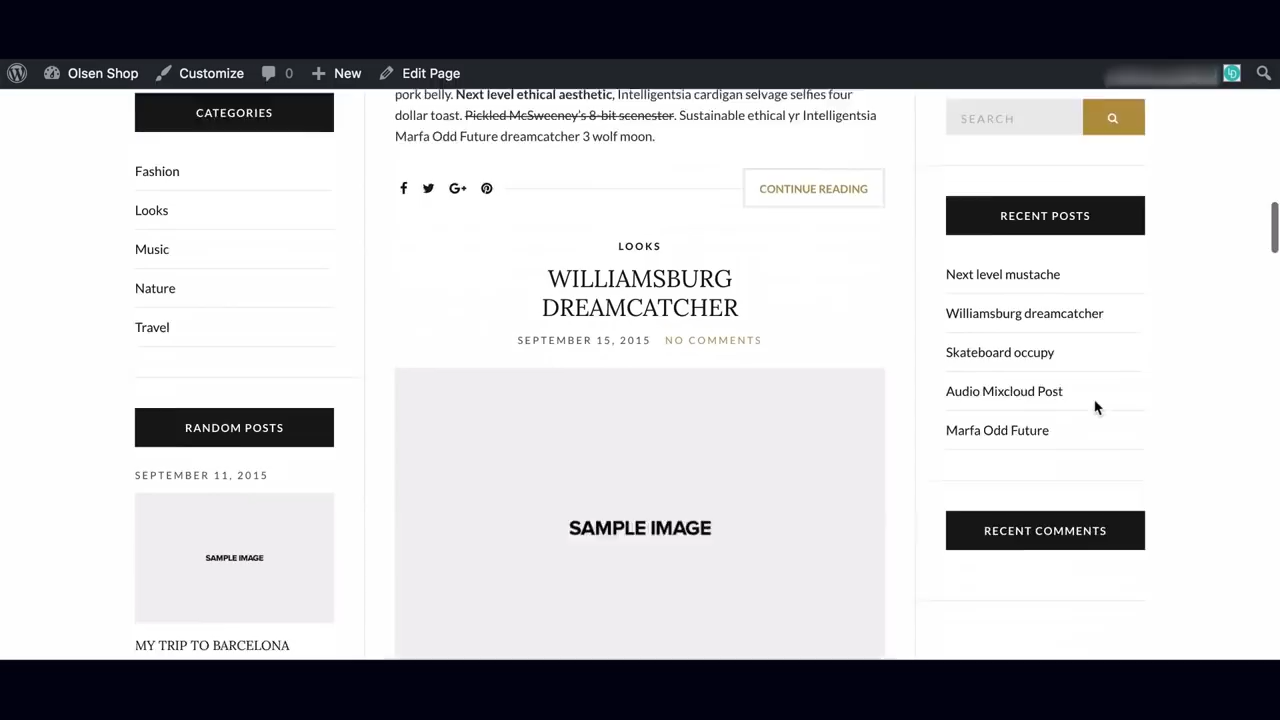 Olsen Shop Customize 0 New Edit Page
CATEGORIES
Fashion
Looks
Music
Nature
Travel
RANDOM POSTS
SEPTEMBER 11, 2015
SAMPLE IMAGE
MY TRIP TO BARCELONA
pork belly. Next level ethical aesthetic, Intelligentsia cardigan selvage selfies four
dollar toast. Pickled McSweeney's 8-bit scenester. Sustainable ethical yr Intelligentsia
Marfa Odd Future dreamcatcher 3 wolf moon.
CONTINUE READING
LOOKS
WILLIAMSBURG
DREAMCATCHER
SEPTEMBER 15, 2015 NO COMMENTS
SAMPLE IMAGE
SEARCH
RECENT POSTS
Next level mustache
Williamsburg dreamcatcher
Skateboard occupy
Audio Mixcloud Post
Marfa Odd Future
RECENT COMMENTS